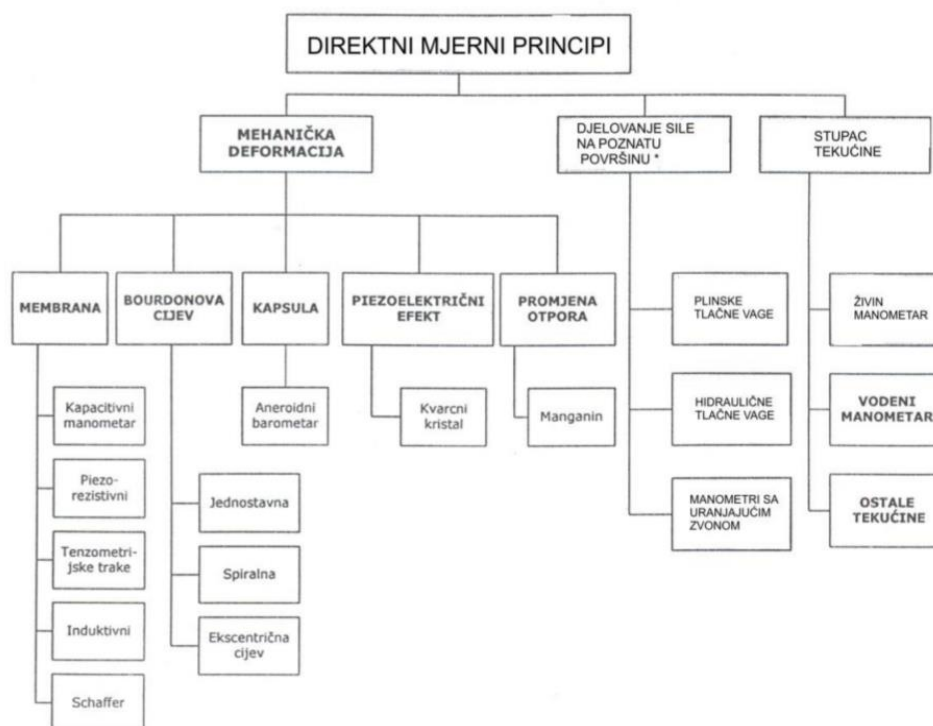 DIREKTNI MJERNI PRINCIPI
MEHANIČKA
DEFORMACIJA
DJELOVANJE SILE
NA POZNATU
POVRŠINU *
STUPAC
TEKUĆINE
MEMBRANA
BOURDONOVA
CIJEV
KAPSULA
PIEZOELEKTRIČNI
EFEKT
PROMJENA
OTPORA
PLINSKE
TLAČNE VAGE
ŽIVIN
MANOMETAR
Kapacitivni
manometar
Aneroidni
barometar
Kvarcni
kristal
Manganin
HIDRAULIČNE
TLAČNE VAGE
VODENI
MANOMETAR
Piezo-
rezistivni
Jednostavna
MANOMETRI SA
URANJAJUĆIM
ZVONOM
OSTALE
TEKUĆINE
Tenzometri-
jske trake
Spiralna
Induktivni
Ekscentrična
cijev
Schaffer